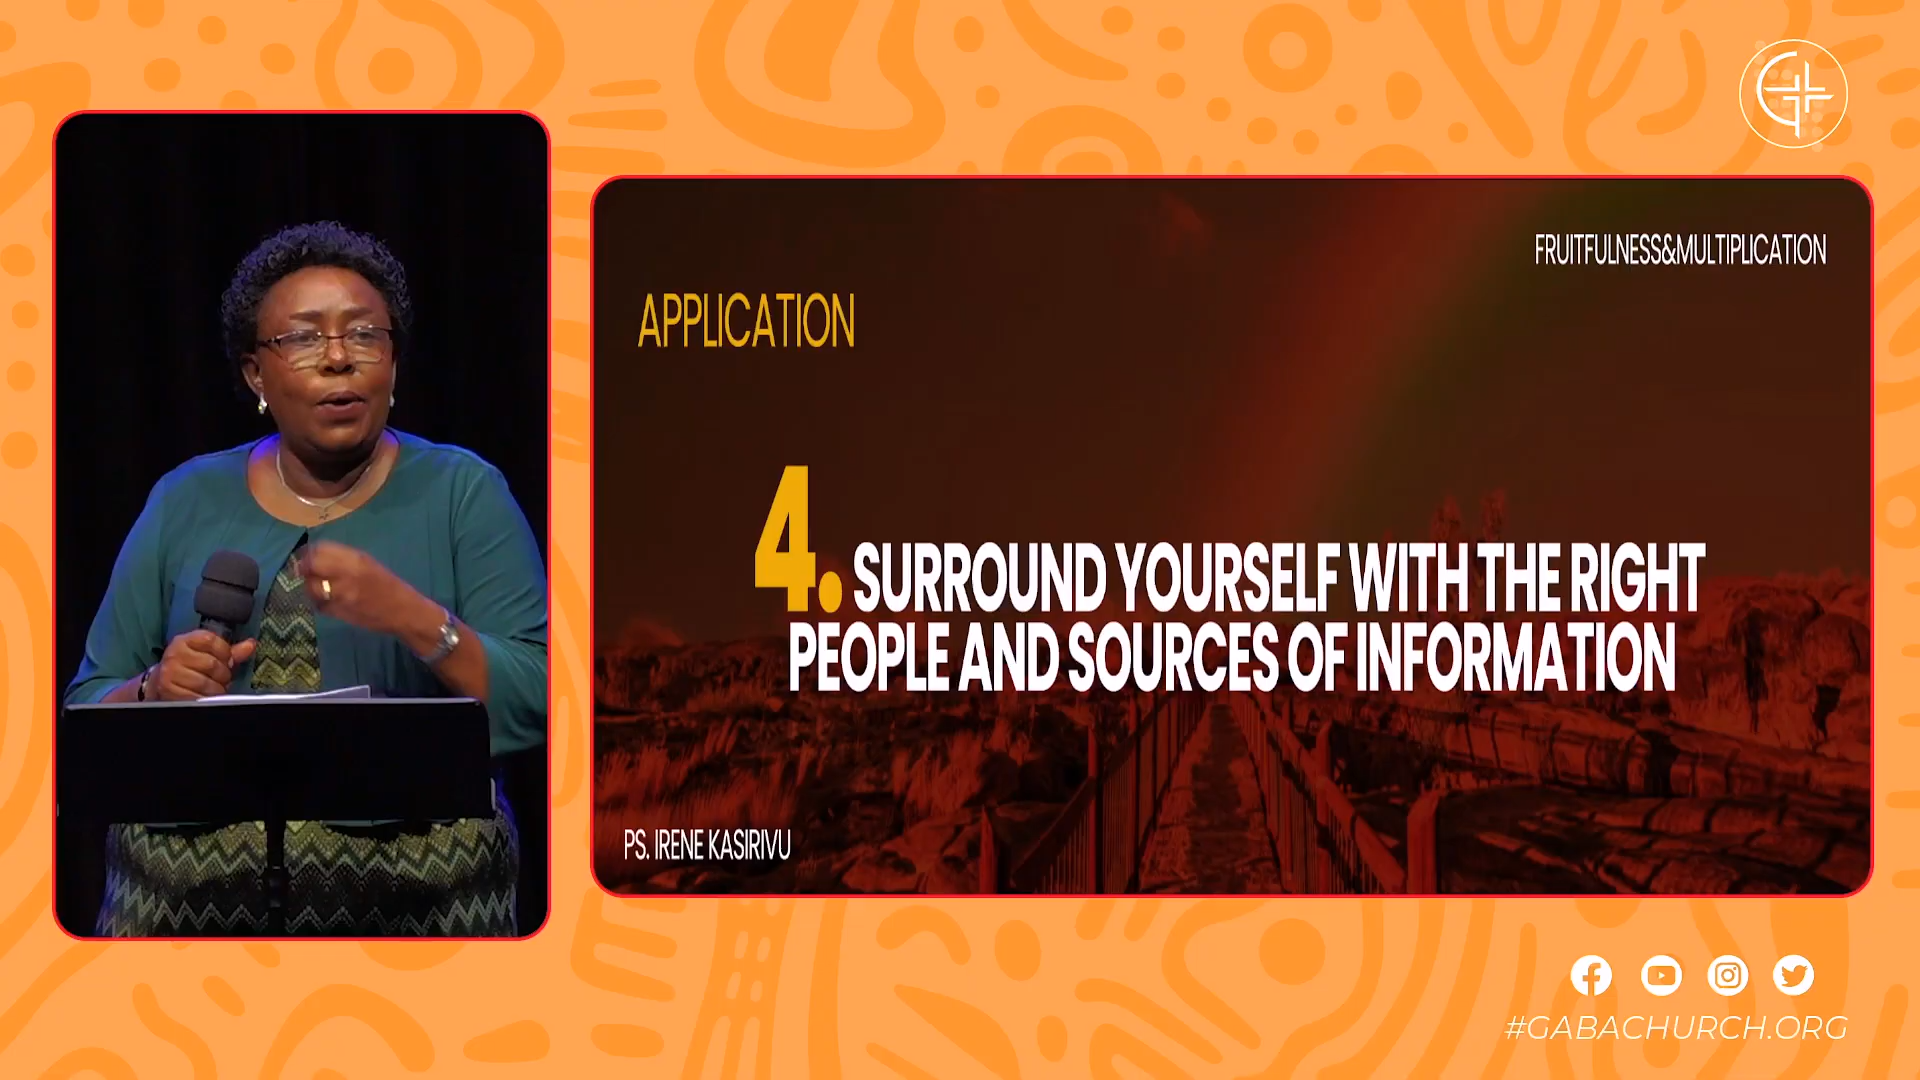 FRUITFULNESS&MULTIPLICATION
APPLICATION
4. SURROUND YOURSELF WITH THE RIGHT
PEOPLE AND SOURCES OF INFORMATION
PS. IRENE KASIRIVU
#GABACHURCH.ORG